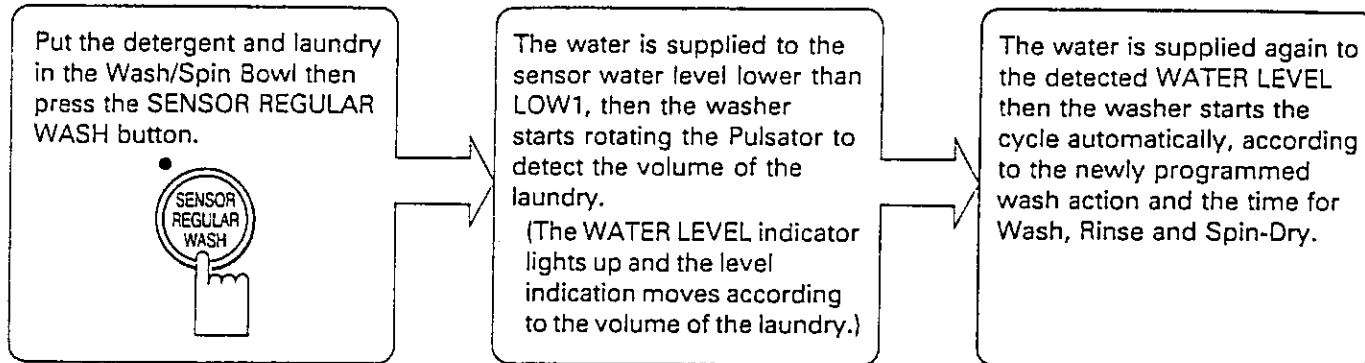 Put the detergent and laundry
in the Wash/Spin Bowl then
press the SENSOR REGULAR
WASH button.
SENSOR
REGULAR
WASH
The water is supplied to the
sensor water level lower than
LOW1, then the washer
starts rotating the Pulsator to
detect the volume of the
laundry.
(The WATER LEVEL indicator
lights up and the level
indication moves according
to the volume of the laundry.)
The water is supplied again to
the detected WATER LEVEL
then the washer starts the
cycle automatically, according
to the newly programmed
wash action and the time for
Wash, Rinse and Spin-Dry.